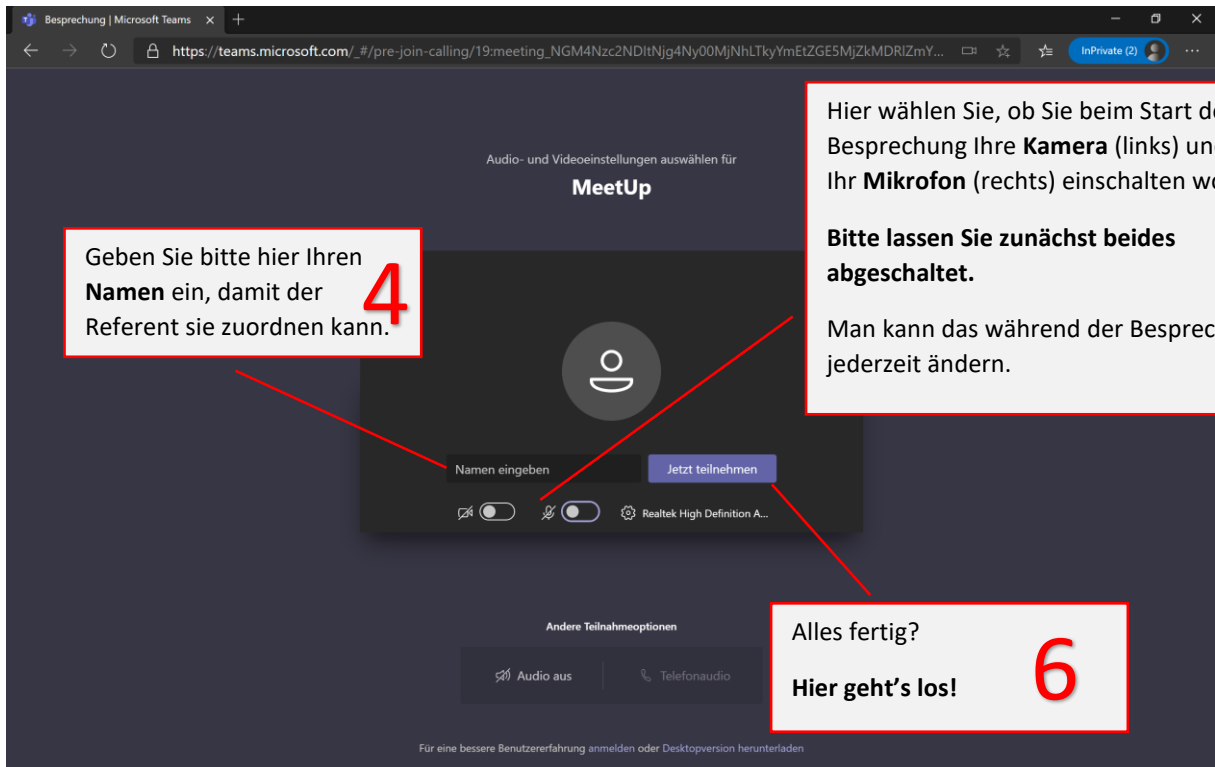 Besprechung | Microsoft Teams
https://teams.microsoft.com/_#/pre-join-calling/19:meeting_NGM4Nzc2NDItNjg4Ny00MjNhLTkyYmEtZGE5MjZkMDRlZmY...
InPrivate (2)
Audio- und Videoeinstellungen auswählen für
MeetUp
Hier wählen Sie, ob Sie beim Start de
Besprechung Ihre Kamera (links) un
Ihr Mikrofon (rechts) einschalten wo
Bitte lassen Sie zunächst beides
abgeschaltet.
Man kann das während der Besprec
jederzeit ändern.
Geben Sie bitte hier Ihren
Namen ein, damit der
Referent sie zuordnen kann.
4
Namen eingeben
Jetzt teilnehmen
Realtek High Definition A...
Andere Teilnahmeoptionen
Audio aus
Telefonaudio
Alles fertig?
Hier geht's los!
6
Für eine bessere Benutzererfahrung anmelden oder Desktopversion herunterladen